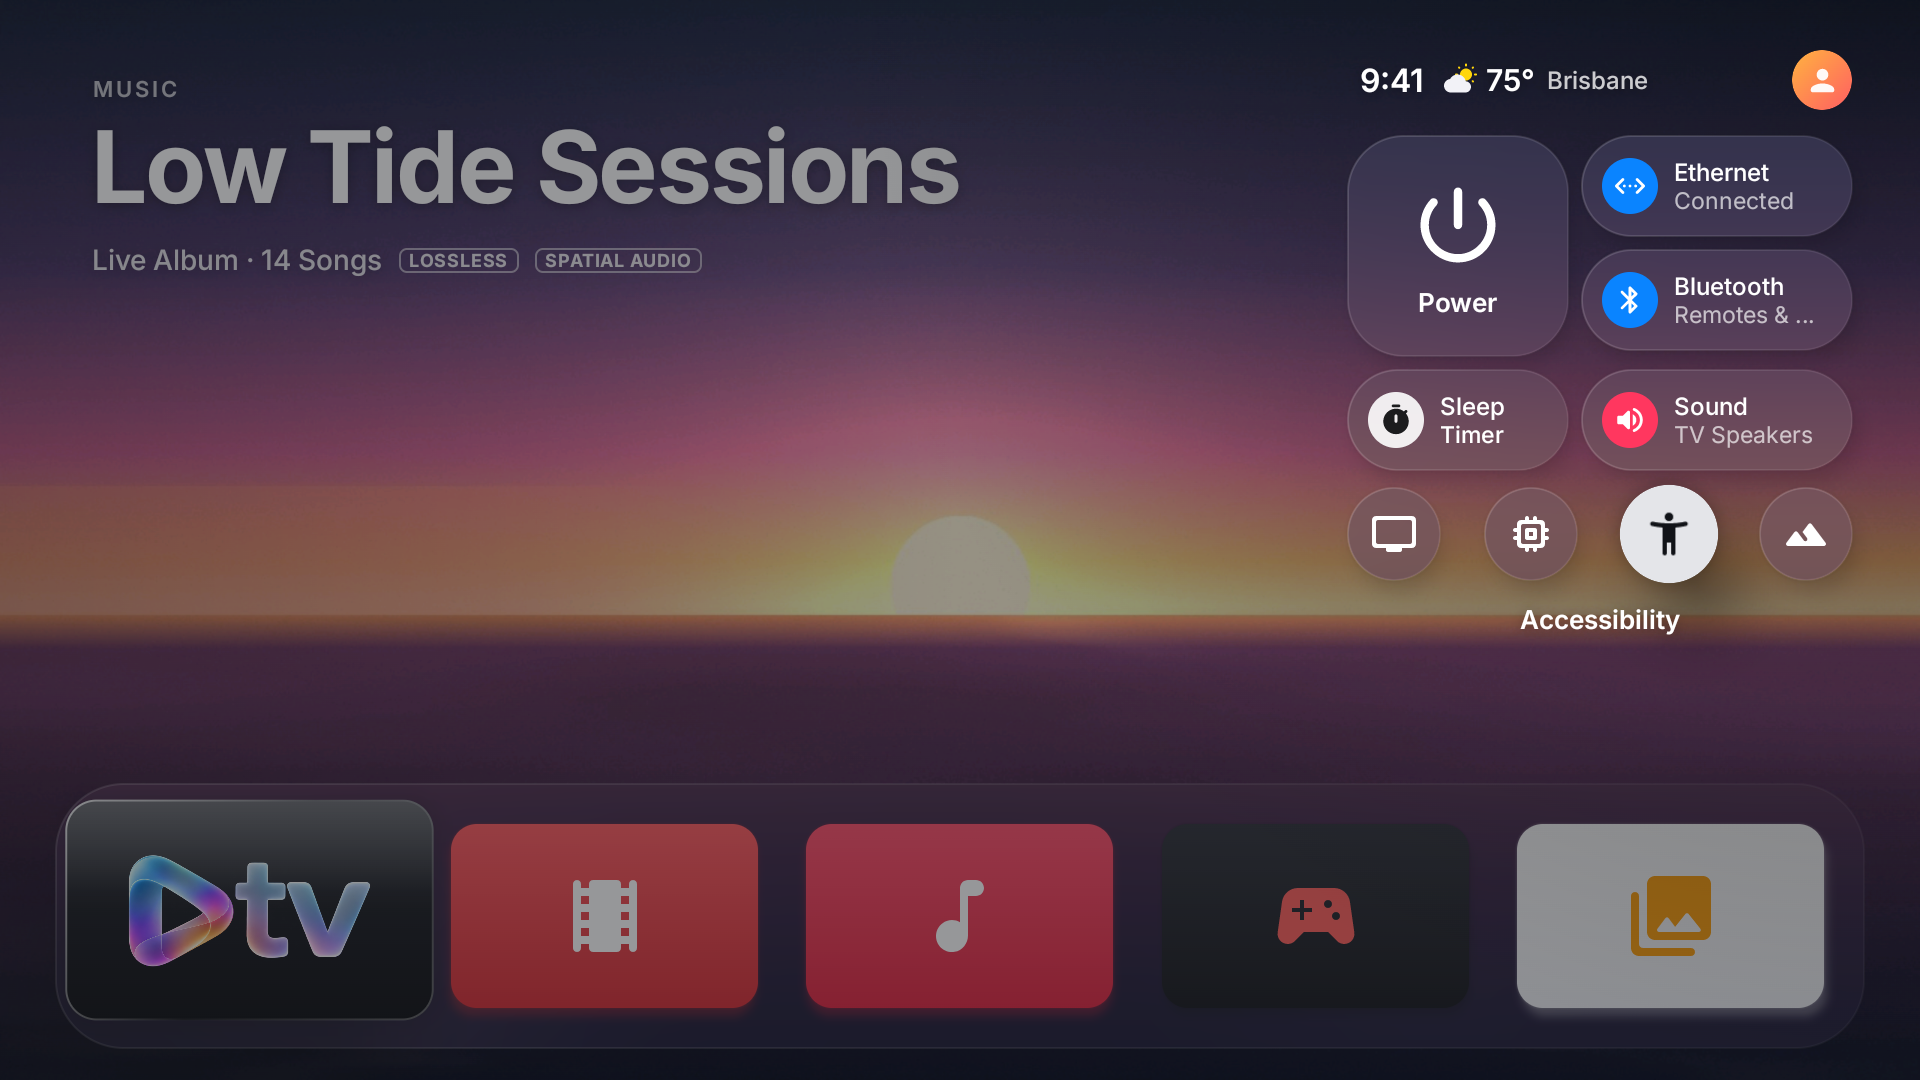 MUSIC
Low Tide Sessions
Live Album · 14 Songs LOSSLESS SPATIAL AUDIO
9:41 75° Brisbane
Power
Ethernet
Connected
Bluetooth
Remotes & ...
Sleep
Timer
Sound
TV Speakers
Accessibility
tv